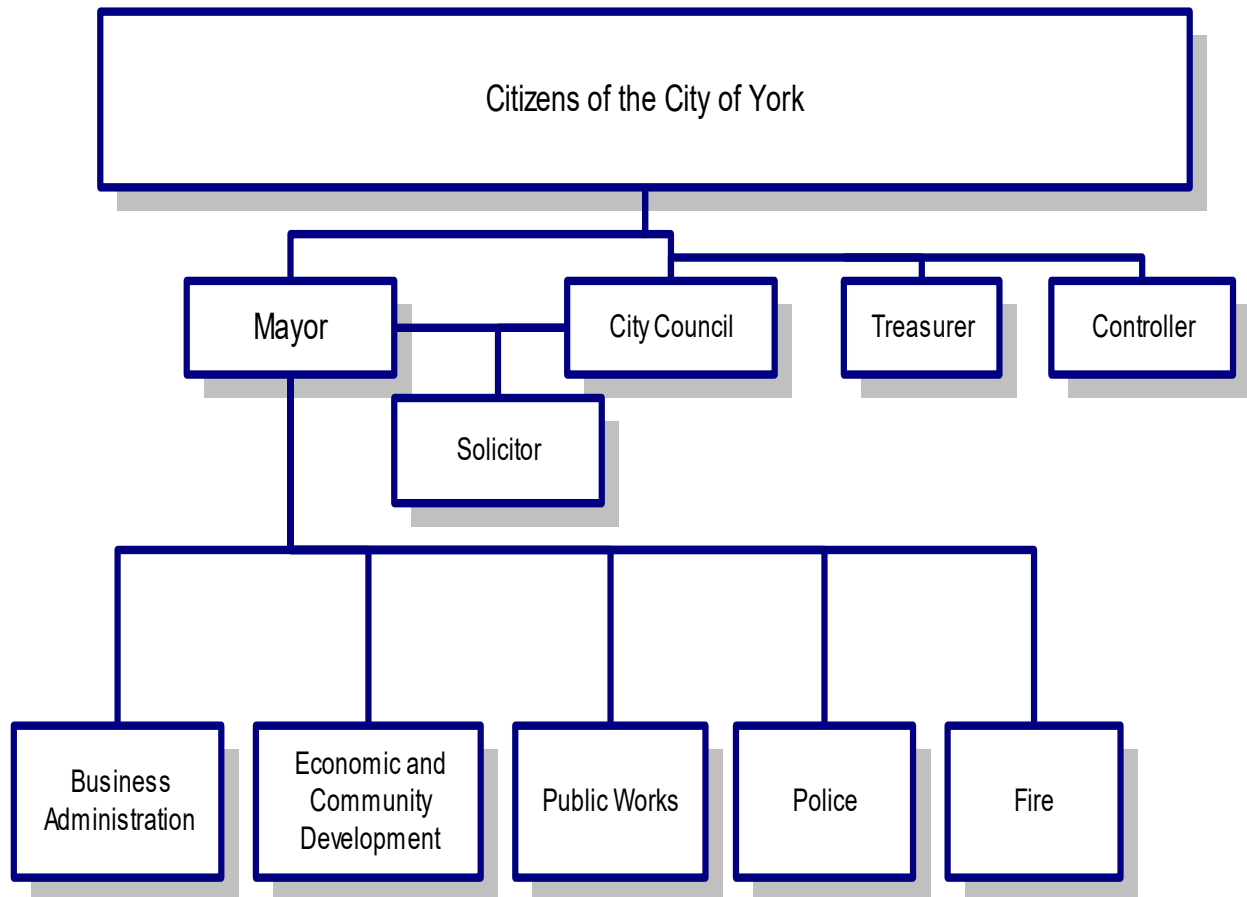 Citizens of the City of York
Mayor
City Council
Treasurer
Controller
Solicitor
Business
Administration
Economic and
Community
Development
Public Works
Police
Fire